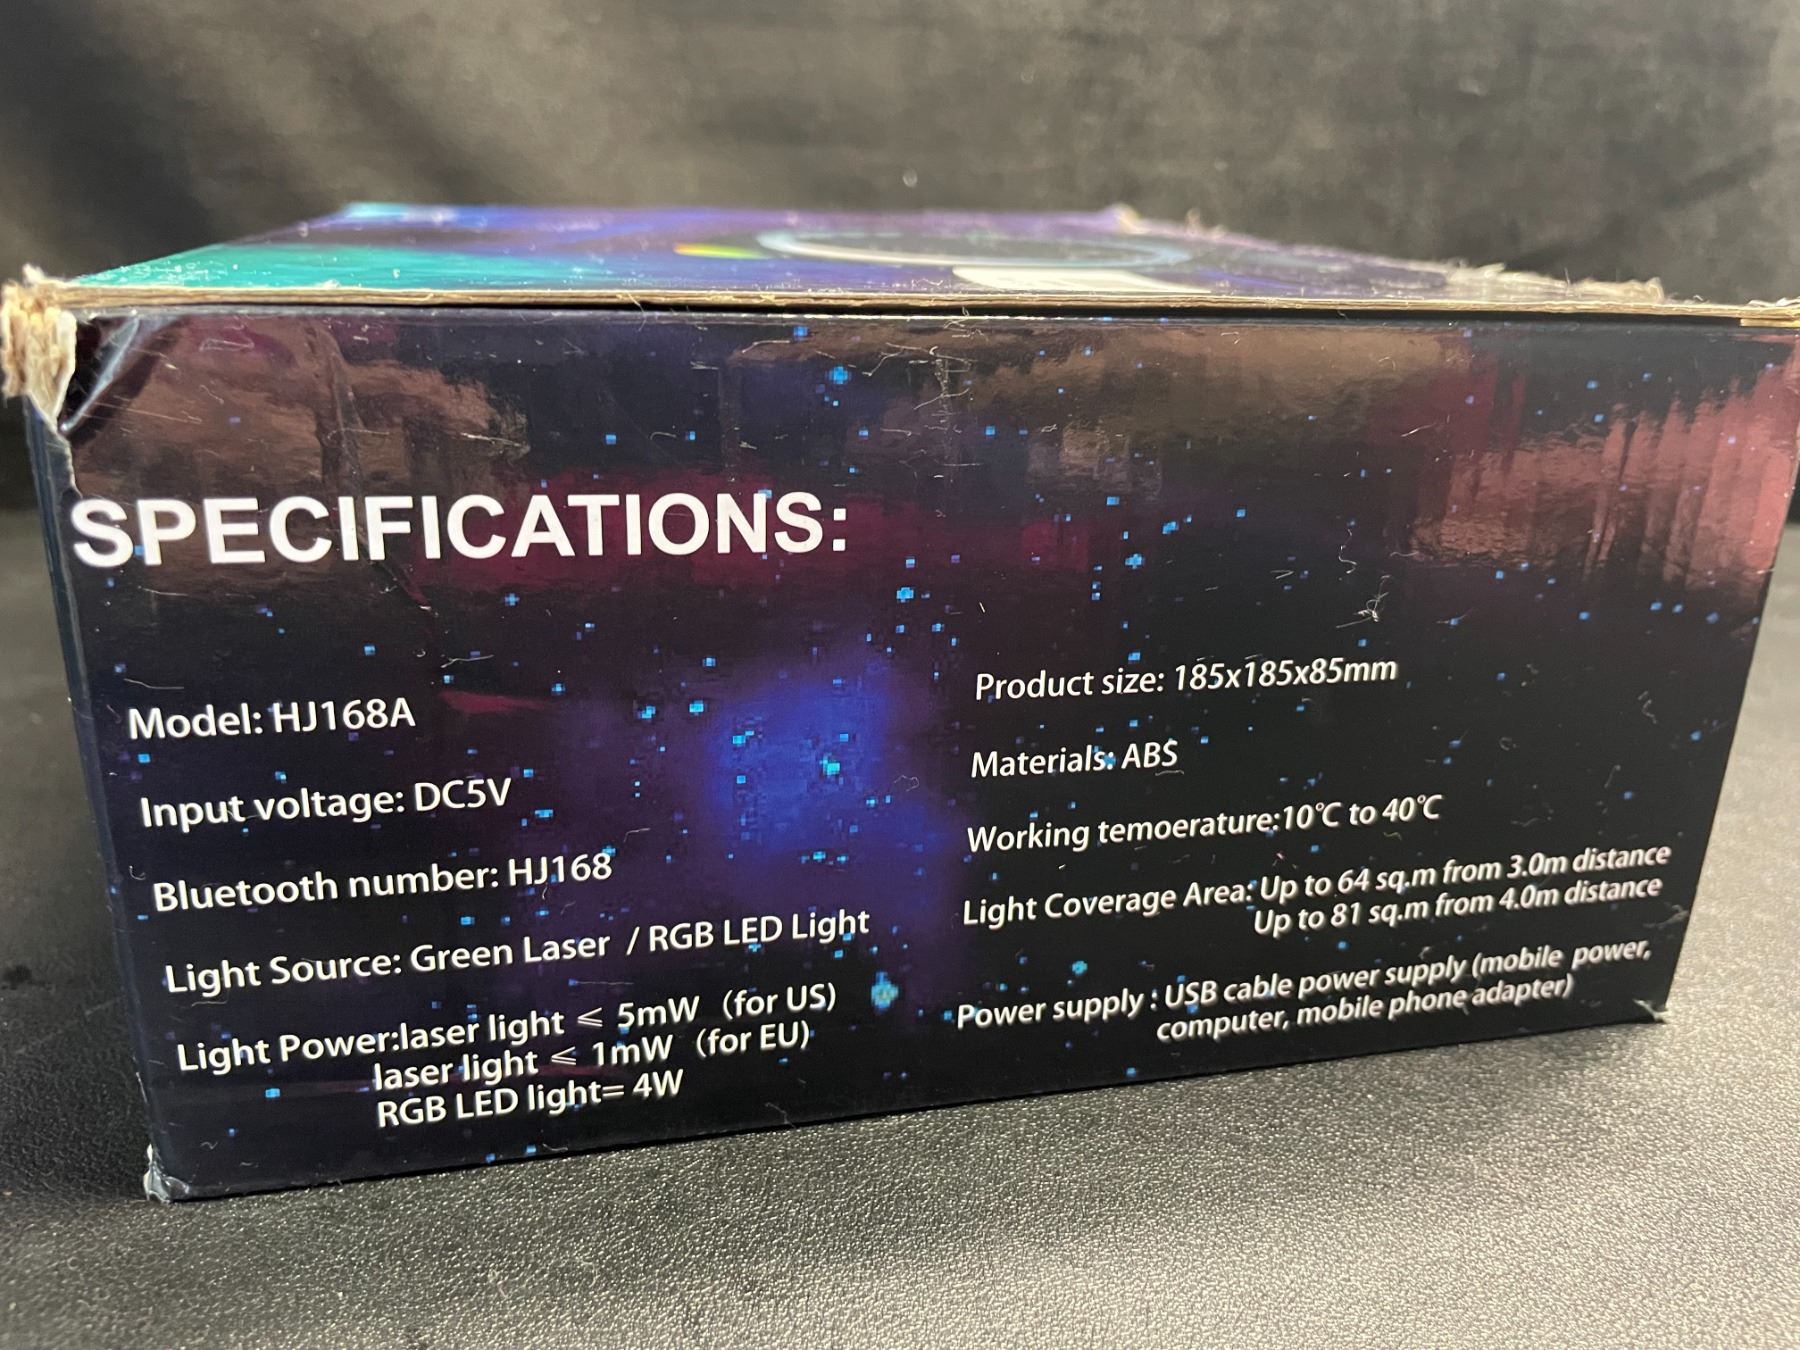 SPECIFICATIONS:
Model: HJ168A
Input voltage: DC5V
Bluetooth number: HJ168
Light Source: Green Laser / RGB LED Light
Light Power:laser light ⩽ 5mW (for US)
laser light ⩽ 1mW (for EU)
RGB LED light= 4W
Product size: 185x185x85mm
Materials: ABS
Working temoerature:10℃ to 40℃
Light Coverage Area: Up to 64 sq.m from 3.0m distance
Up to 81 sq.m from 4.0m distance
Power supply : USB cable power supply (mobile power,
computer, mobile phone adapter)